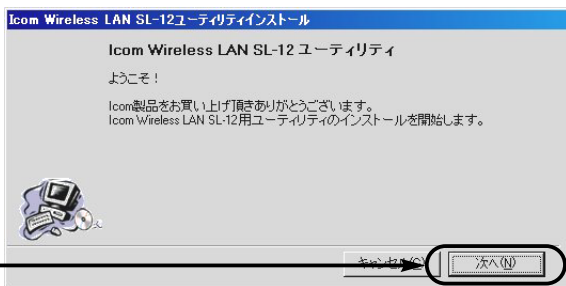 Icom Wireless LAN SL-12ユーティリティインストール
Icom Wireless LAN SL-12 ユーティリティ
ようこそ！
Icom製品をお買い上げ頂きありがとうございます。
Icom Wireless LAN SL-12用ユーティリティのインストールを開始します。
キャンセル(C)
次へ(N)